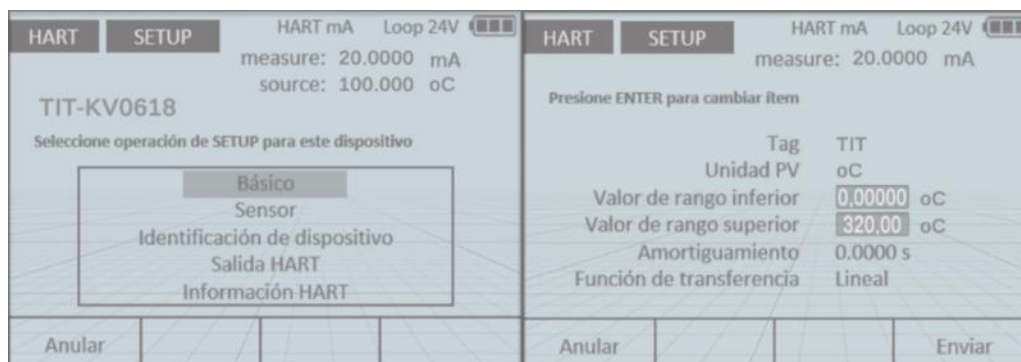 HART SETUP HART mA Loop 24V
measure: 20.0000 mA
source: 100.000 oC
TIT-KV0618
Seleccione operación de SETUP para este dispositivo
Básico
Sensor
Identificación de dispositivo
Salida HART
Información HART
Anular
HART SETUP HART mA Loop 24V
measure: 20.0000 mA
Presione ENTER para cambiar ítem
Tag TIT
Unidad PV oC
Valor de rango inferior 0,00000 oC
Valor de rango superior 320,00 oC
Amortiguamiento 0.0000 s
Función de transferencia Lineal
Anular Enviar